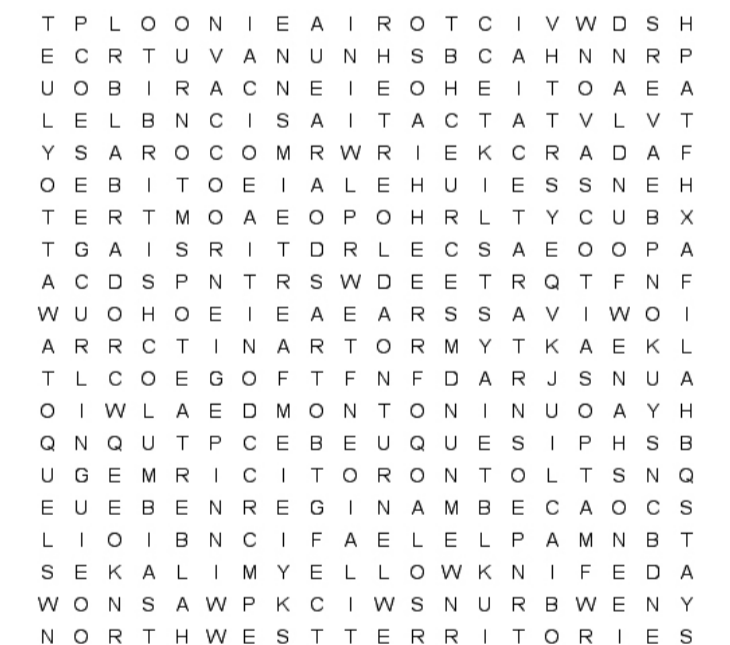 T P L O O N I E A I R O T C I V W D S H
E C R T U V A N U N H S B C A H N N R P
U O B I R A C N E I E O H E I T O A E A
L E L B N C I S A I T A C T A T V L V T
Y S A R O C O M R W R I E K C R A D A F
O E B I T O E I A L E H U I E S S N E H
T E R T M O A E O P O H R L T Y C U B X
T G A I S R I T D R L E C S A E O O P A
A C D S P N T R S W D E E T R Q T F N F
W U O H O E I E A E A R S S A V I W O I
A R R C T I N A R T O R M Y T K A E K L
T L C O E G O F T F N F D A R J S N U A
O I W L A E D M O N T O N I N U O A Y H
Q N Q U T P C E B E U Q U E S I P H S B
U G E M R I C I T O R O N T O L T S N Q
E U E B E N R E G I N A M B E C A O C S
L I O I B N C I F A E L E L P A M N B T
S E K A L I M Y E L L O W K N I F E D A
W O N S A W P K C I W S N U R B W E N Y
N O R T H W E S T T E R R I T O R I E S